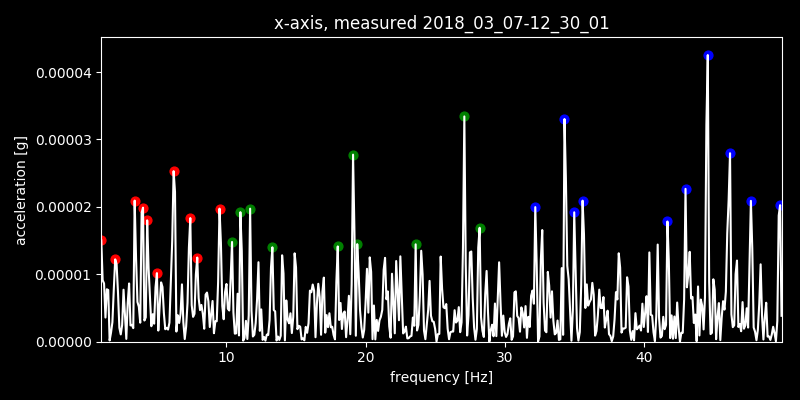 x-axis, measured 2018_03_07-12_30_01
0.00004
0.00003
0.00002
0.00001
0.00000
acceleration [g]
10 20 30 40
frequency [Hz]